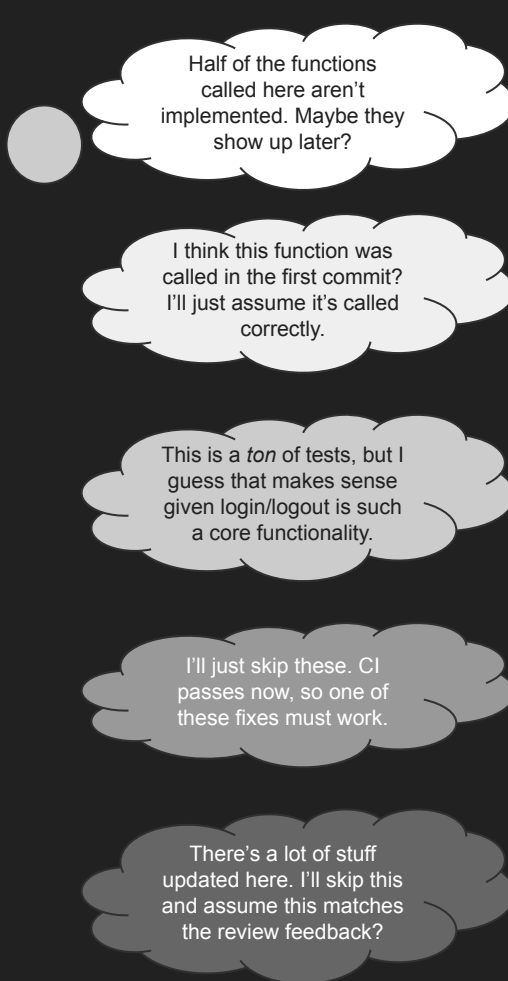 Half of the functions
called here aren’t
implemented. Maybe they
show up later?
I think this function was
called in the first commit?
I’ll just assume it’s called
correctly.
This is a ton of tests, but I
guess that makes sense
given login/logout is such
a core functionality.
I’ll just skip these. CI
passes now, so one of
these fixes must work.
There’s a lot of stuff
updated here. I’ll skip this
and assume this matches
the review feedback?